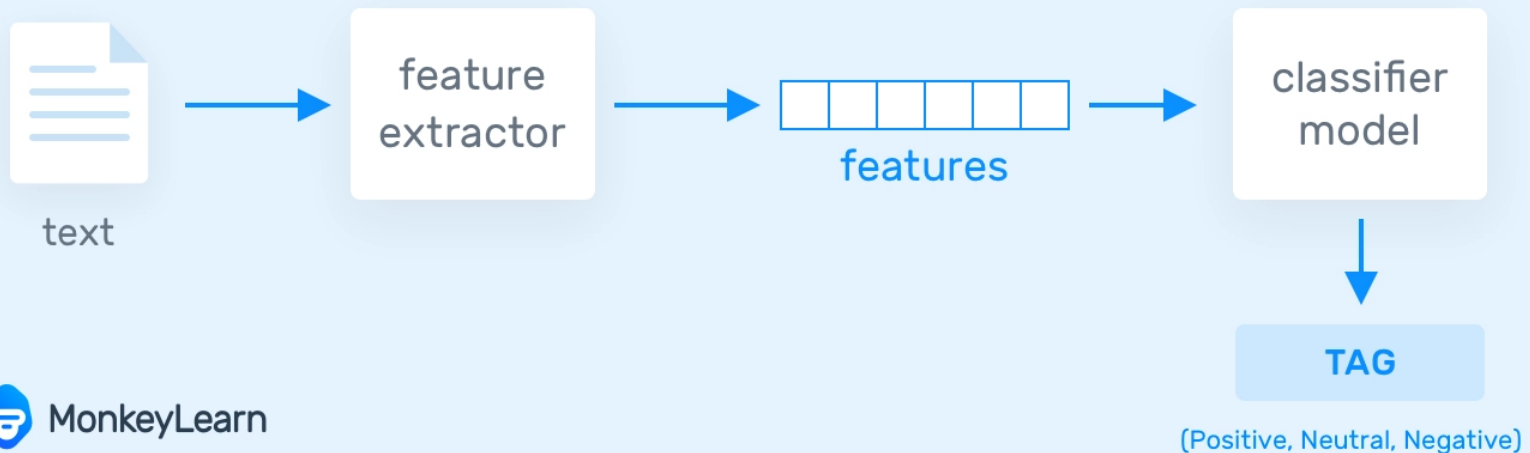 feature
extractor
classifier
model
features
text
TAG
MonkeyLearn
(Positive, Neutral, Negative)